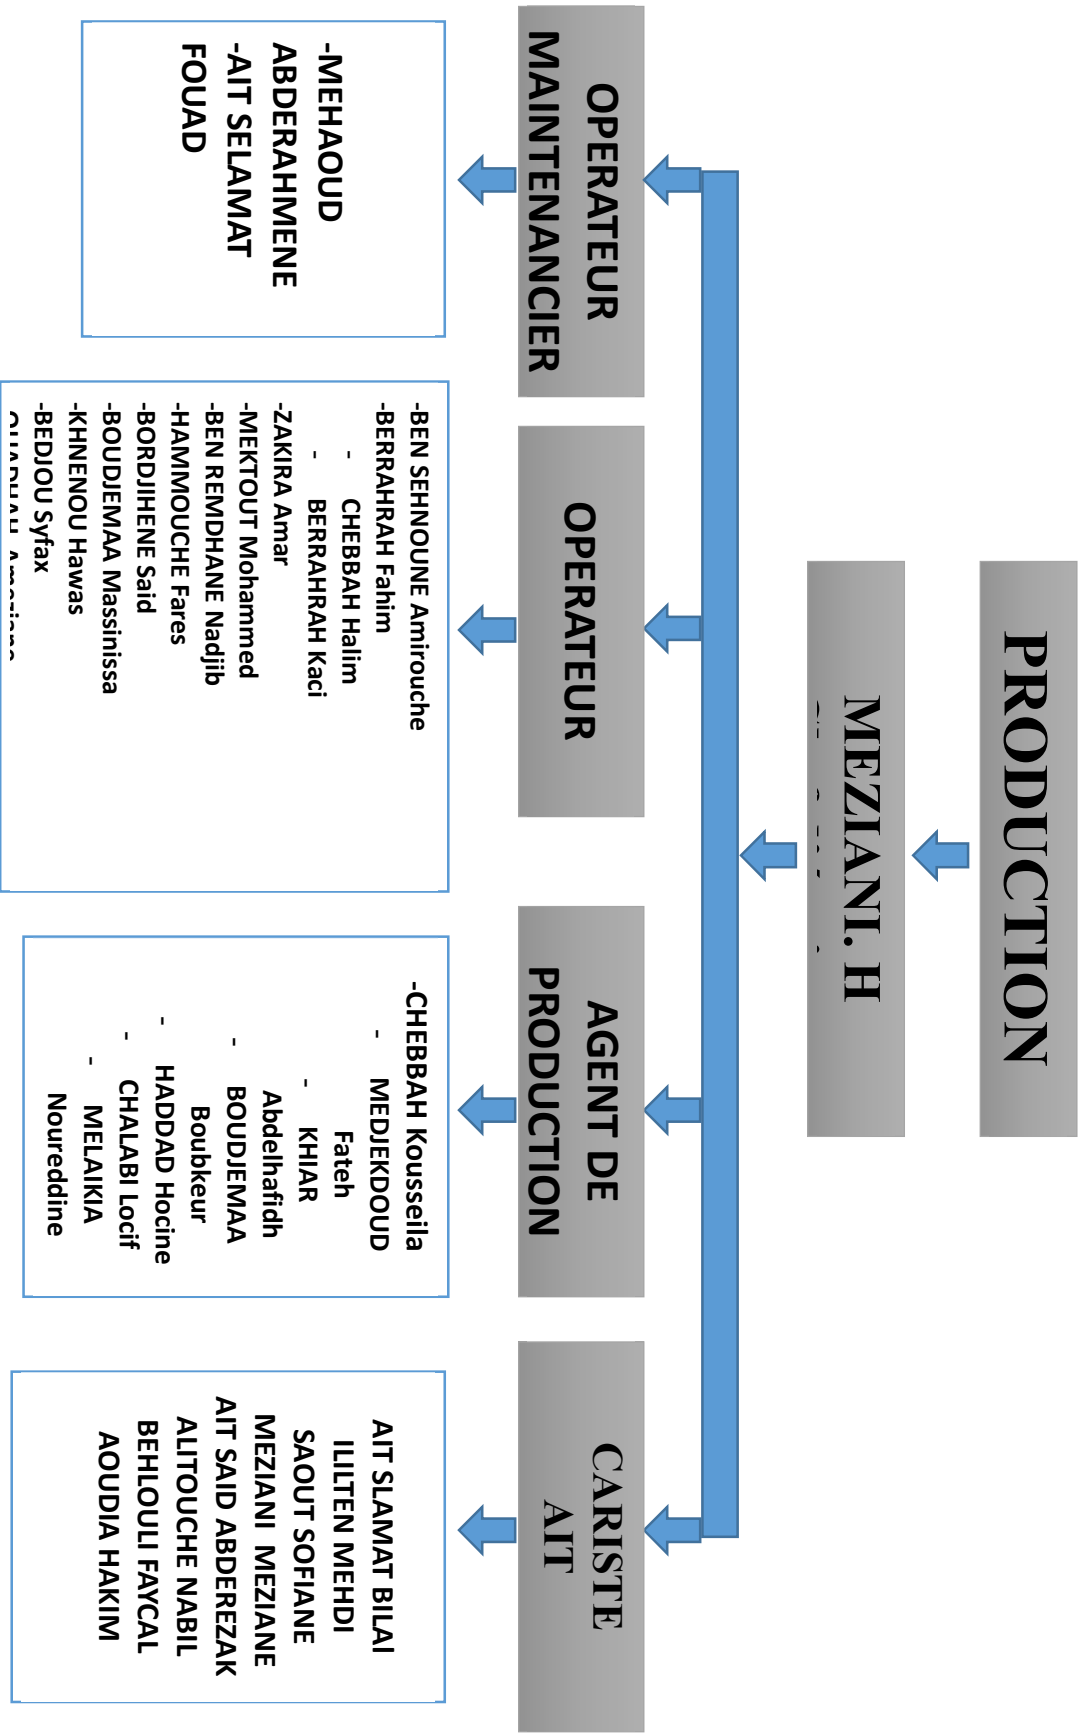 PRODUCTION
MEZIANI. H
OPERATEUR
MAINTENANCIER
-MEHAOUD
ABDERAHMENE
-AIT SELAMAT
FOUAD
OPERATEUR
-BEN SEHNOUNE Amirouche
-BERRAHRAH Fahim
- CHEBBAH Halim
- BERRAHRAH Kaci
-ZAKIRA Amar
-MEKTOUT Mohammed
-BEN REMDHANE Nadjib
-HAMMOUCHE Fares
-BORDJIHENE Said
-BOUDJEMAA Massinissa
-KHNENOU Hawas
-BEDJOU Syfax
AGENT DE
PRODUCTION
-CHEBBAH Kousseila
- MEDJEKDOUD
Fateh
- KHIAR
Abdelhafidh
- BOUDJEMAA
Boubkeur
- HADDAD Hocine
- CHALABI Locif
- MELAIKIA
Noureddine
CARISTE
AIT
AIT SLAMAT BILAI
ILILTEN MEHDI
SAOUT SOFIANE
MEZIANI MEZIANE
AIT SAID ABDEREZAK
ALITOUCHE NABIL
BEHLOULI FAYCAL
AOUDIA HAKIM